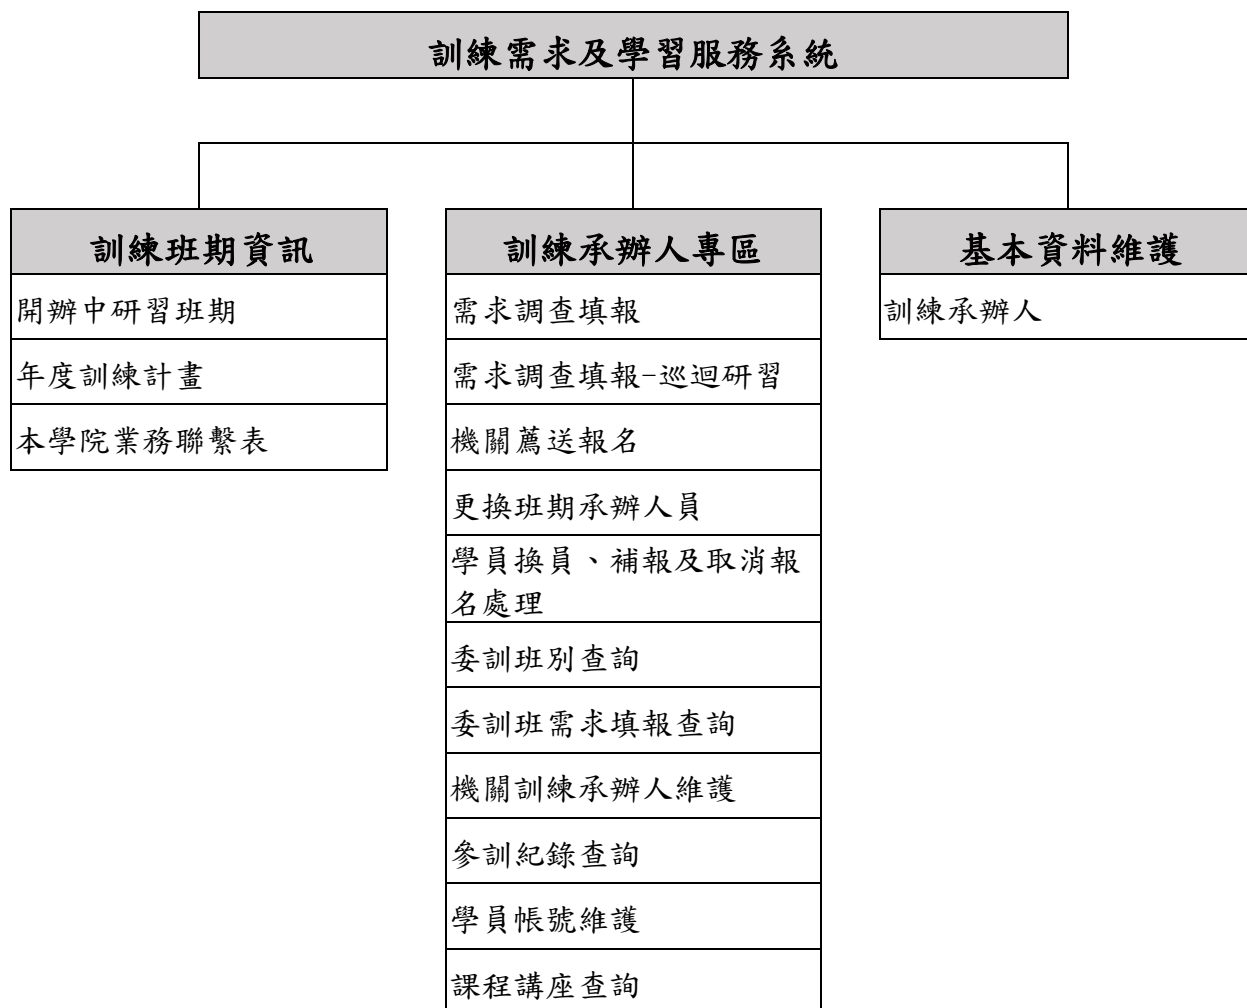 訓練需求及學習服務系統
訓練班期資訊
開辦中研習班期
年度訓練計畫
本學院業務聯繫表
訓練承辦人專區
需求調查填報
需求調查填報-巡迴研習
機關薦送報名
更換班期承辦人員
學員換員、補報及取消報
名處理
委訓班別查詢
委訓班需求填報查詢
機關訓練承辦人維護
參訓紀錄查詢
學員帳號維護
課程講座查詢
基本資料維護
訓練承辦人